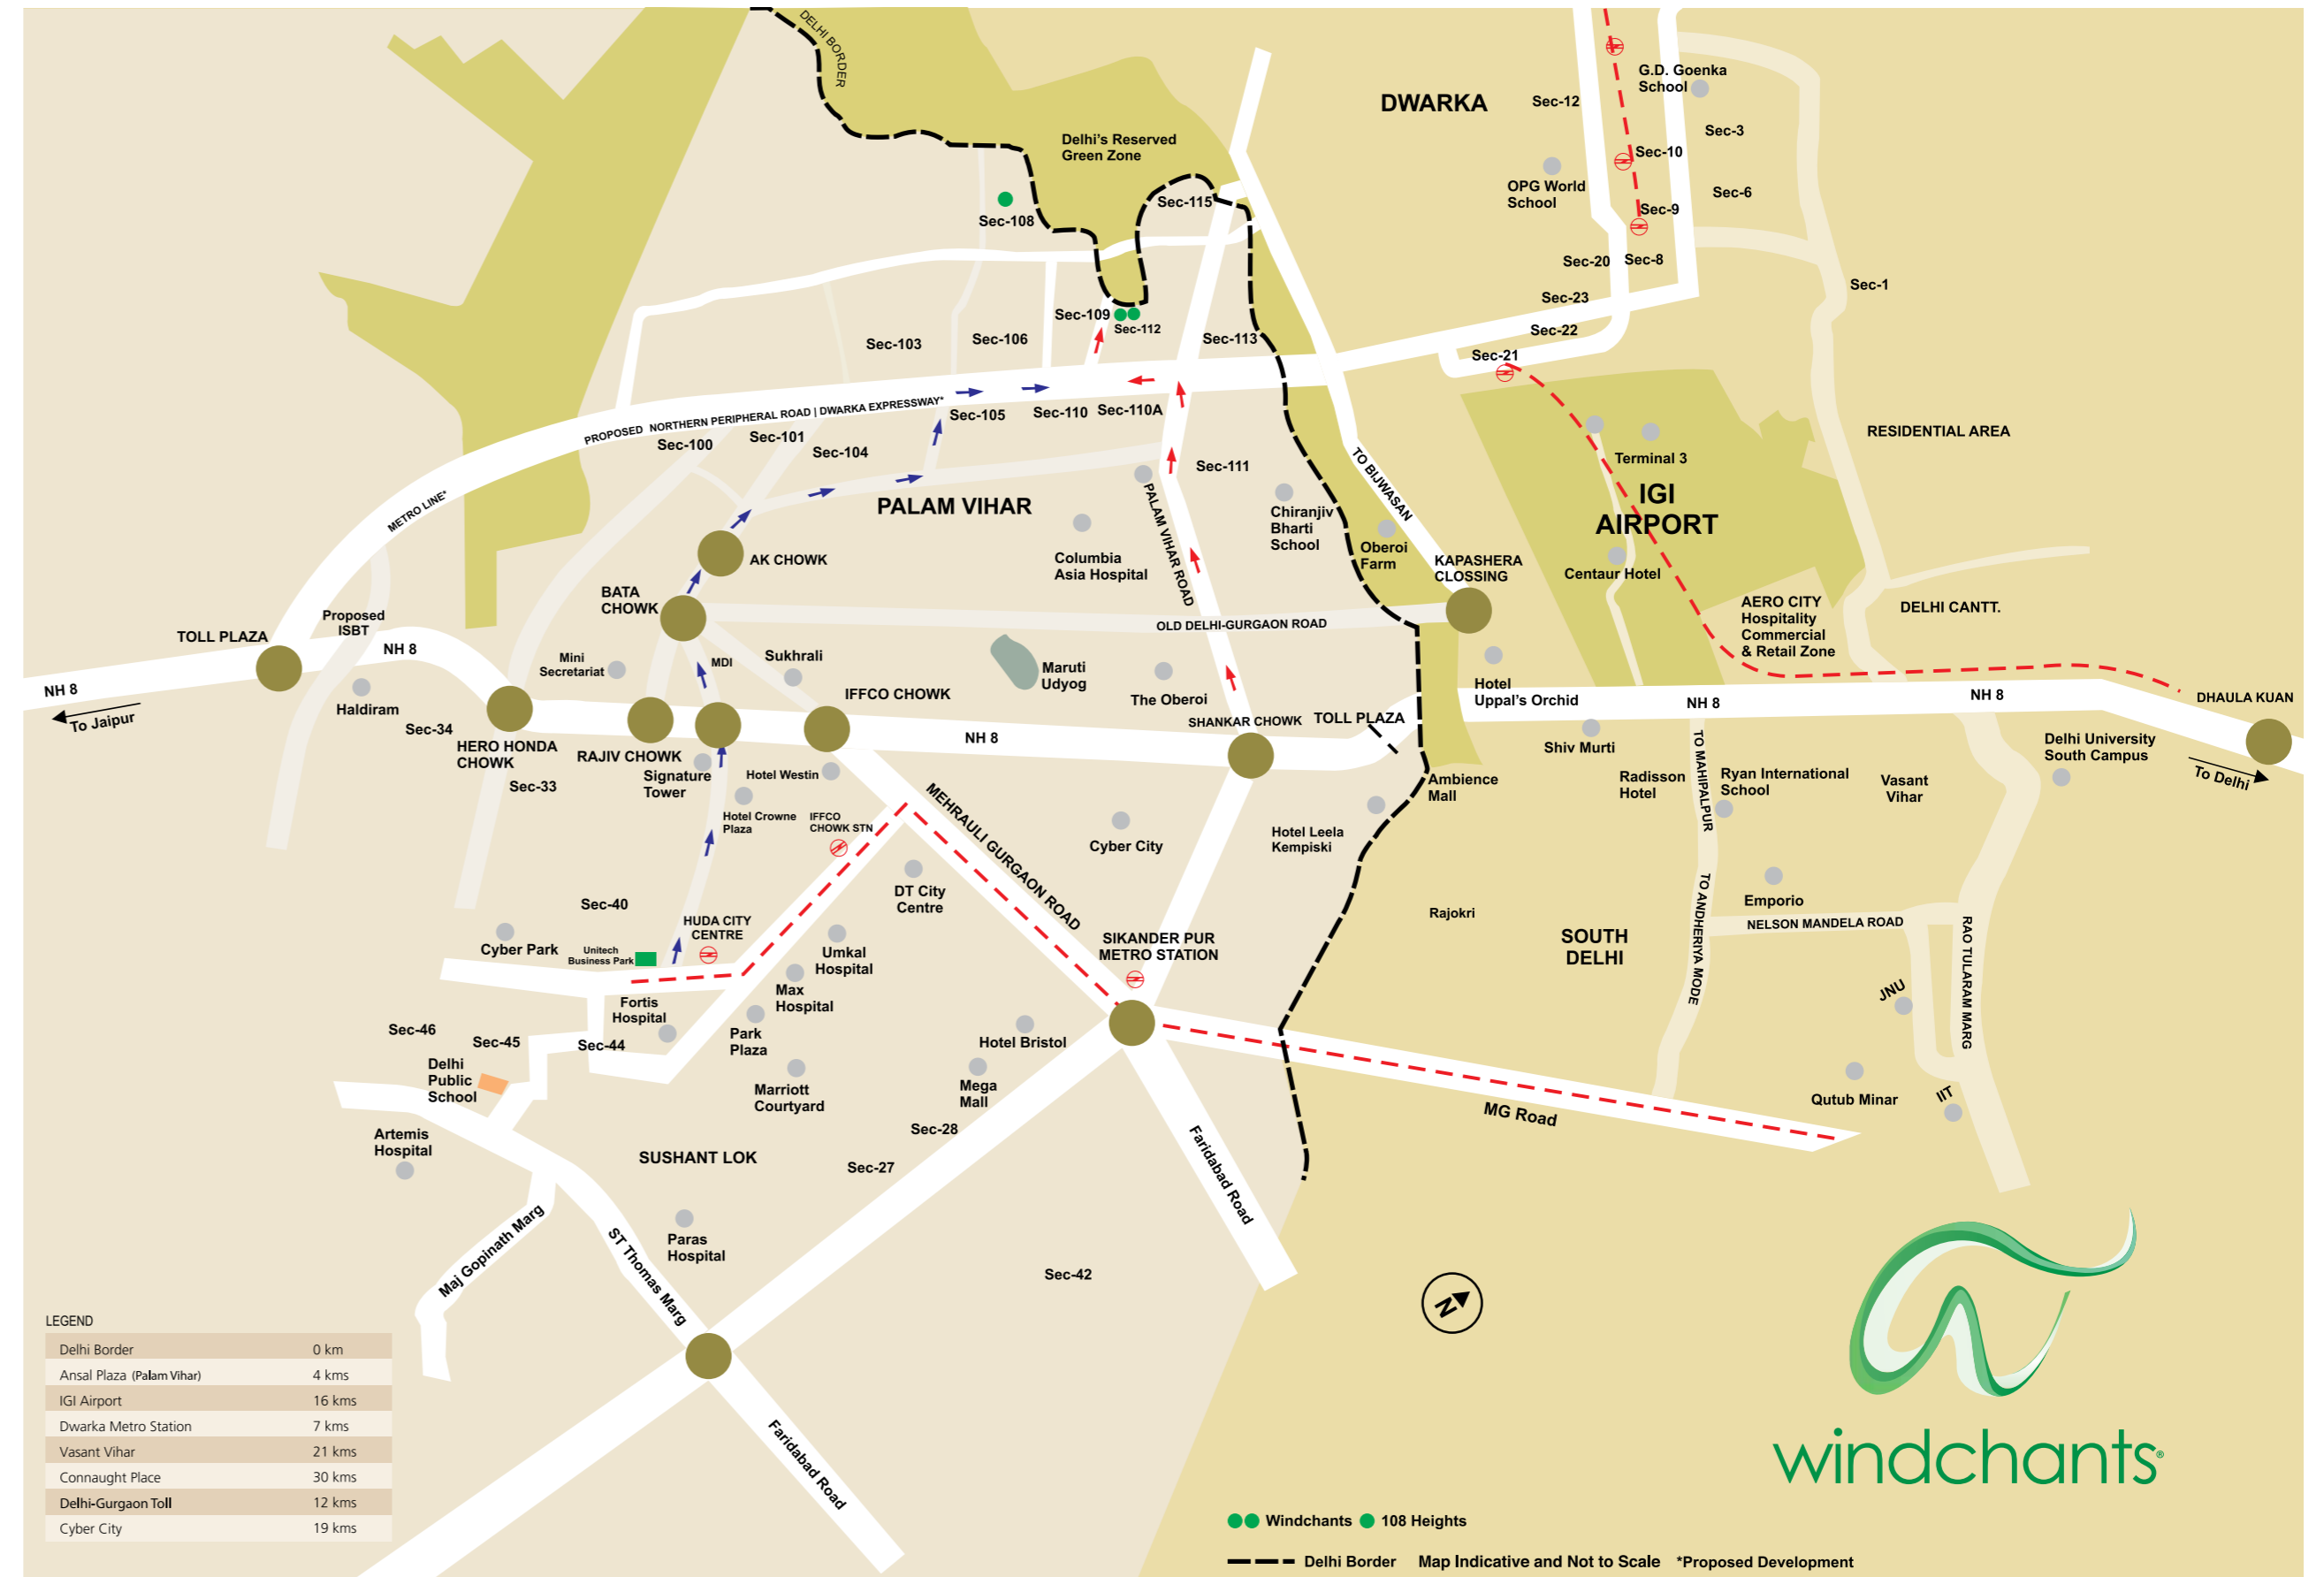 DELHI BORDER
Delhi's Reserved
Green Zone
DWARKA
G.D. Goenka
School
Sec-12
Sec-3
Sec-10
OPG World
School
Sec-6
Sec-9
Sec-115
Sec-108
Sec-20
Sec-8
Sec-1
Sec-23
Sec-22
Sec-21
Sec-109
Sec-112
Sec-113
Sec-106
Sec-103
PROPOSED NORTHERN PERIPHERAL ROAD | DWARKA EXPRESSWAY*
Sec-105
Sec-110
Sec-110A
Sec-100
Sec-101
Sec-104
Sec-111
METRO LINE*
PALAM VIHAR
PALAM VIHAR ROAD
TO BIJWASAN
RESIDENTIAL AREA
Terminal 3
IGI
AIRPORT
Centaur Hotel
Chiranjiv
Bharti
School
Oberoi
Farm
KAPASHERA
CLOSSING
Columbia
Asia Hospital
AK CHOWK
BATA
CHOWK
OLD DELHI-GURGAON ROAD
AERO CITY
Hospitality
Commercial
& Retail Zone
DELHI CANTT.
Proposed
ISBT
TOLL PLAZA
NH 8
NH 8
To Jaipur
Haldiram
Mini
Secretariat
MDI
Sukhrali
IFFCO CHOWK
Maruti
Udyog
The Oberoi
SHANKAR CHOWK
TOLL PLAZA
Hotel
Uppal's Orchid
NH 8
NH 8
DHAULA KUAN
Sec-34
HERO HONDA
CHOWK
Sec-33
RAJIV CHOWK
Signature
Tower
Hotel Westin
NH 8
Shiv Murti
TO MAHIPALPUR
Delhi University
South Campus
To Delhi
Ambience
Mall
Radisson
Hotel
Ryan International
School
Vasant
Vihar
Hotel Crowne
Plaza
IFFCO
CHOWK STN
MEHRAULI GURGAON ROAD
Cyber City
Hotel Leela
Kempiski
DT City
Centre
Sec-40
HUDA CITY
CENTRE
Cyber Park
Unitech
Business Park
Umkal
Hospital
SIKANDER PUR
METRO STATION
Rajokri
SOUTH
DELHI
TO ANDHERIYA MODE
Emporio
NELSON MANDELA ROAD
RAO TULARAM MARG
Max
Hospital
Fortis
Hospital
Park
Plaza
Hotel Bristol
JNU
Sec-46
Sec-45
Sec-44
Delhi
Public
School
Marriott
Courtyard
Mega
Mall
MG Road
Qutub Minar
IIT
Artemis
Hospital
SUSHANT LOK
Sec-28
Sec-27
Faridabad Road
Maj Gopinath Marg
ST Thomas Marg
Paras
Hospital
Sec-42
N
Faridabad Road
LEGEND
Delhi Border 0 km
Ansal Plaza (Palam Vihar) 4 kms
IGI Airport 16 kms
Dwarka Metro Station 7 kms
Vasant Vihar 21 kms
Connaught Place 30 kms
Delhi-Gurgaon Toll 12 kms
Cyber City 19 kms
windchants®
Windchants 108 Heights
Delhi Border Map Indicative and Not to Scale *Proposed Development